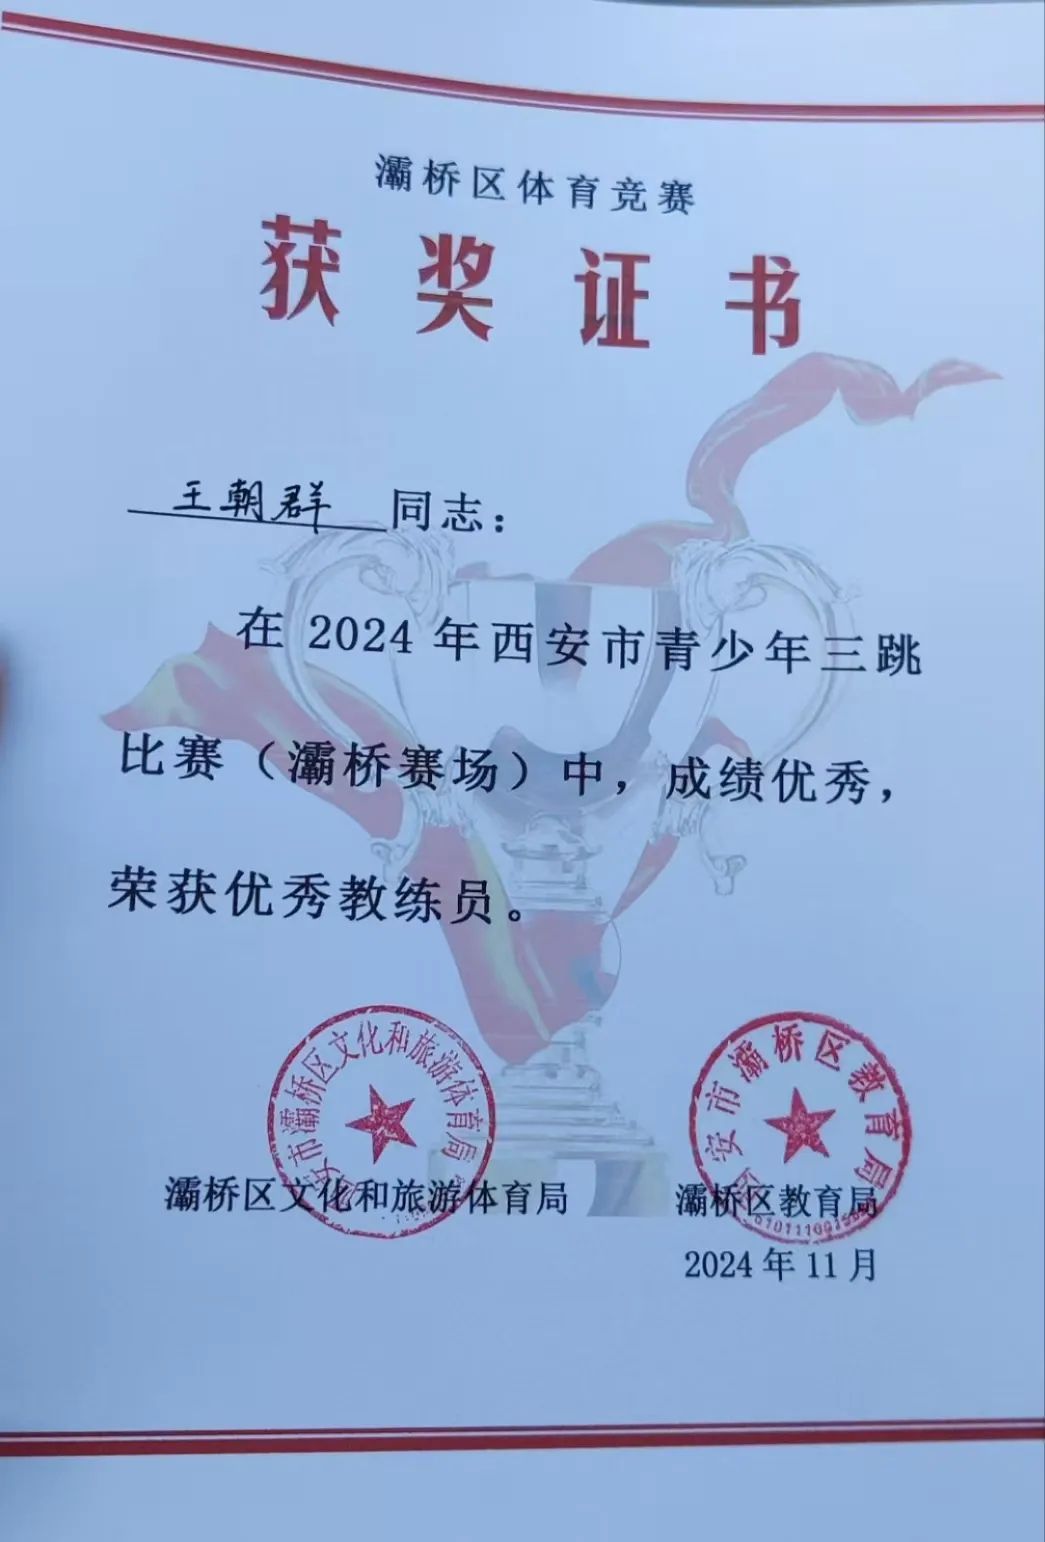 灞桥区体育竞赛
获奖证书
王朝群 同志：
在 2024 年西安市青少年三跳
比赛（灞桥赛场）中，成绩优秀，
荣获优秀教练员。
西安市灞桥区文化和旅游体育局
西安市灞桥区教育局
灞桥区文化和旅游体育局
灞桥区教育局
2024 年 11 月